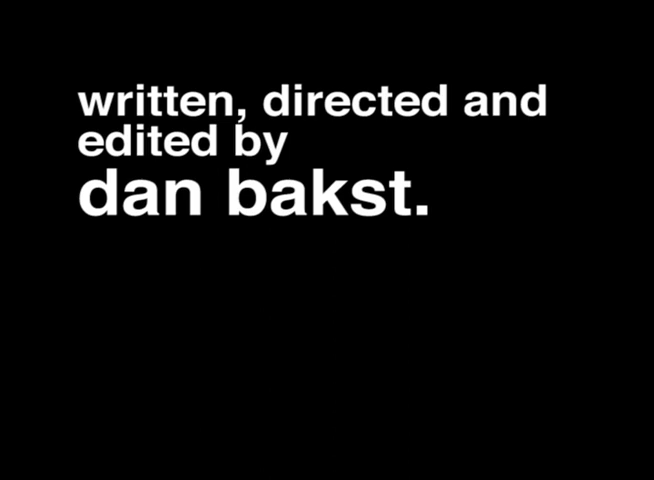 written, directed and
edited by
dan bakst.